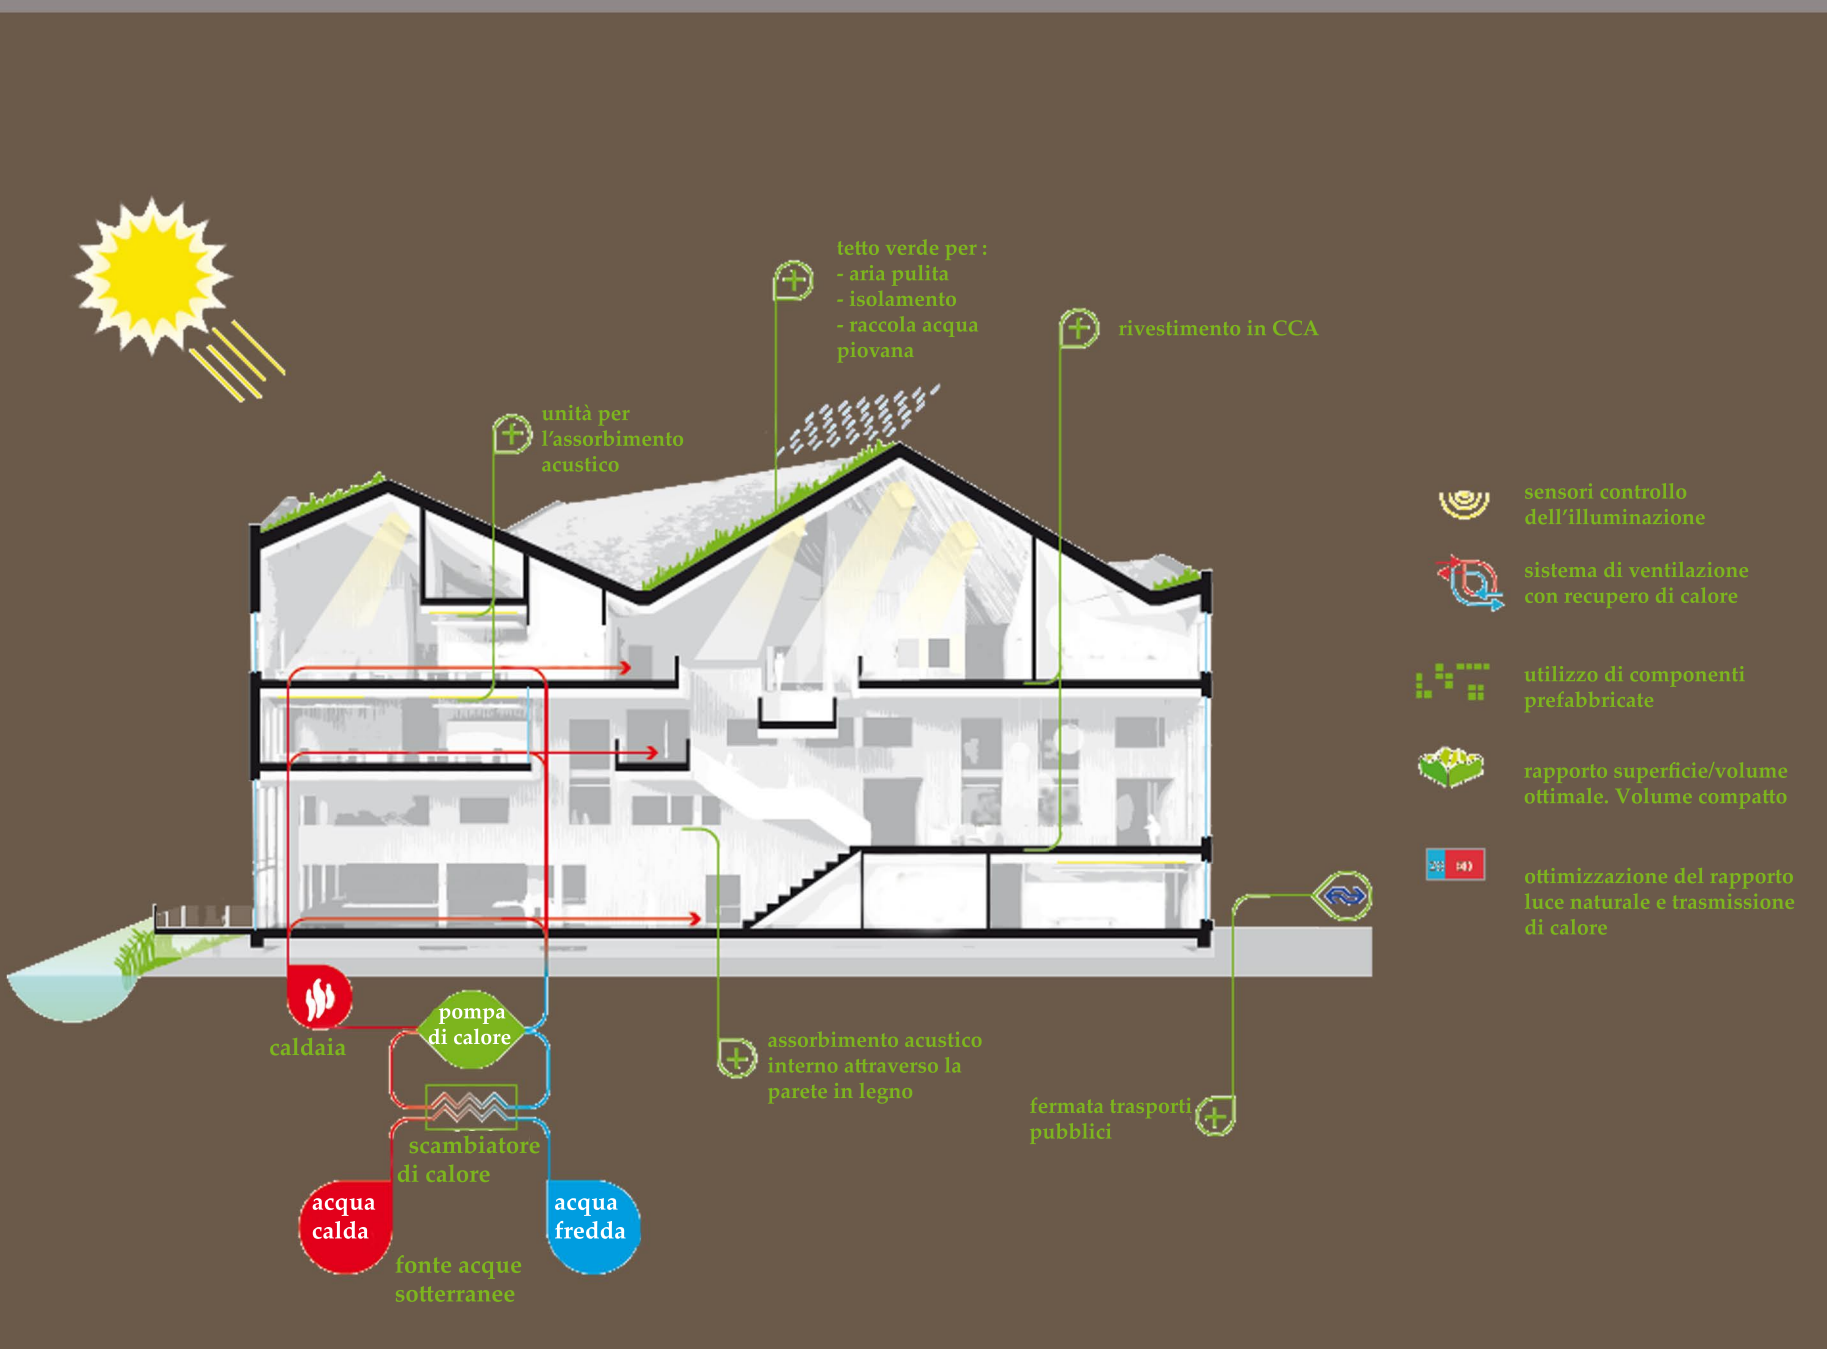 tetto verde per :
- aria pulita
- isolamento
- raccola acqua
piovana
rivestimento in CCA
unità per
l'assorbimento
acustico
sensori controllo
dell'illuminazione
sistema di ventilazione
con recupero di calore
utilizzo di componenti
prefabbricate
rapporto superficie/volume
ottimale. Volume compatto
ottimizzazione del rapporto
luce naturale e trasmissione
di calore
pompa
di calore
caldaia
assorbimento acustico
interno attraverso la
parete in legno
fermata trasporti
pubblici
scambiatore
di calore
acqua
calda
acqua
fredda
fonte acque
sotterranee